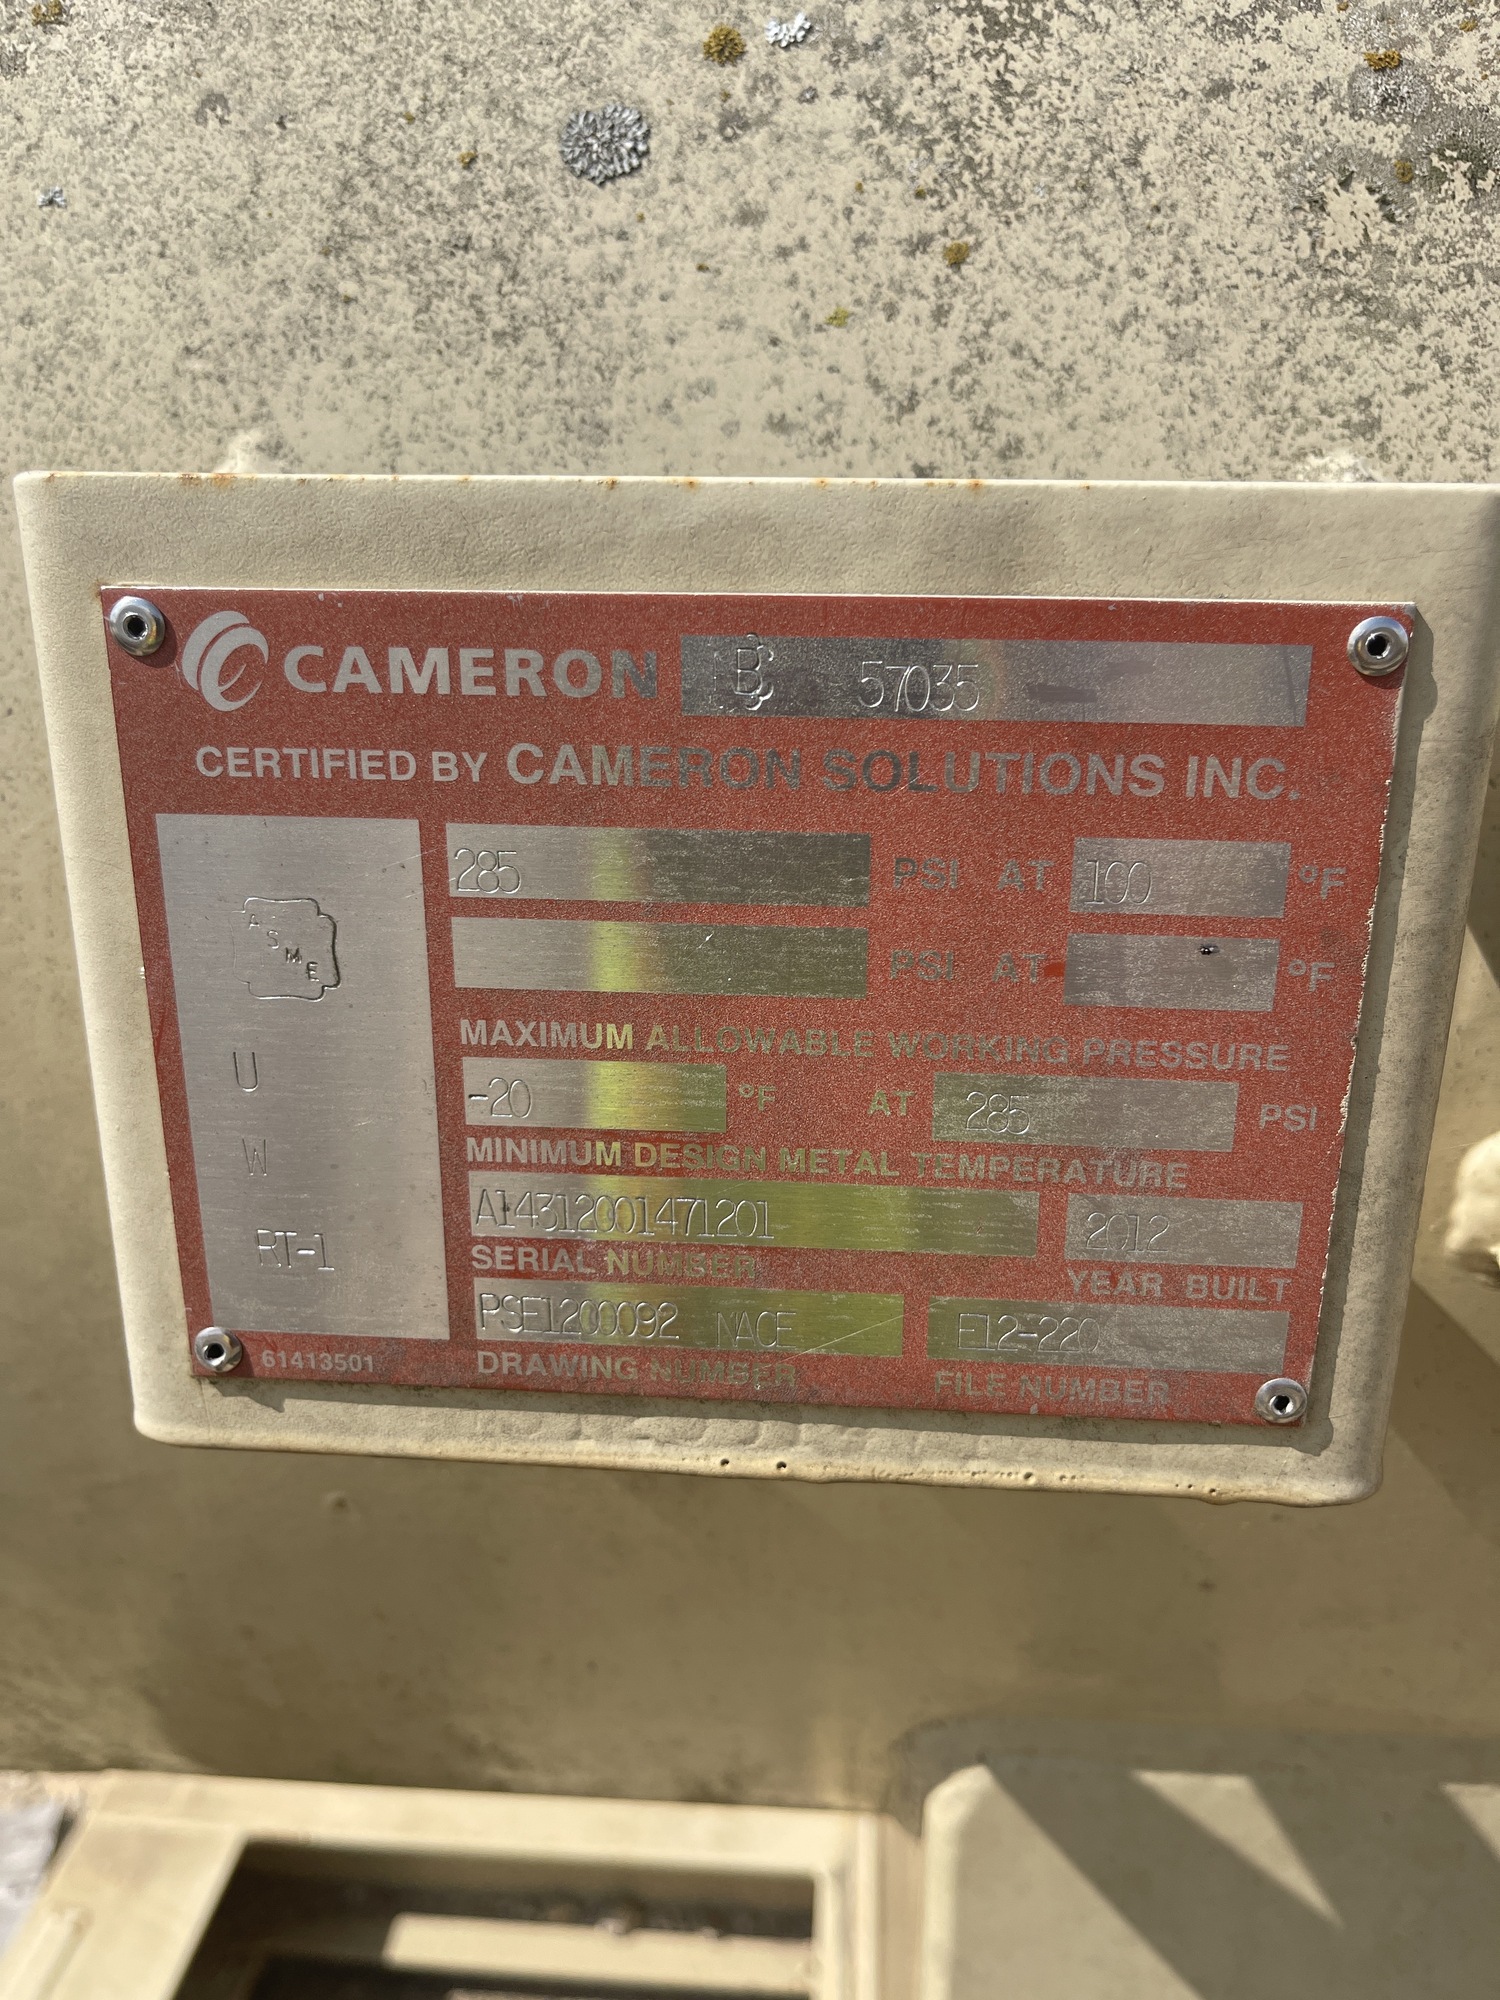 CAMERON B 57035
CERTIFIED BY CAMERON SOLUTIONS INC.
ASME
U
W
RT-1
285 PSI AT 100 °F
PSI AT °F
MAXIMUM ALLOWABLE WORKING PRESSURE
-20 °F AT 285 PSI
MINIMUM DESIGN METAL TEMPERATURE
A14312001471201 2012
SERIAL NUMBER YEAR BUILT
PSE1200092 NACE E12-220
61413501 DRAWING NUMBER FILE NUMBER